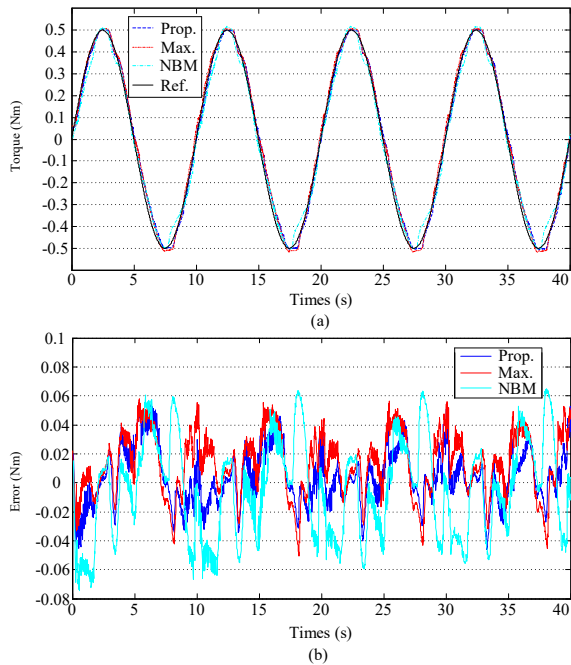 0.5
0.4
0.3
0.2
0.1
0
-0.1
-0.2
-0.3
-0.4
-0.5
Torque (Nm)
Prop.
Max.
NBM
Ref.
0 5 10 15 20 25 30 35 40
Times (s)
(a)
0.1
0.08
0.06
0.04
0.02
0
-0.02
-0.04
-0.06
-0.08
Error (Nm)
Prop.
Max.
NBM
0 5 10 15 20 25 30 35 40
Times (s)
(b)